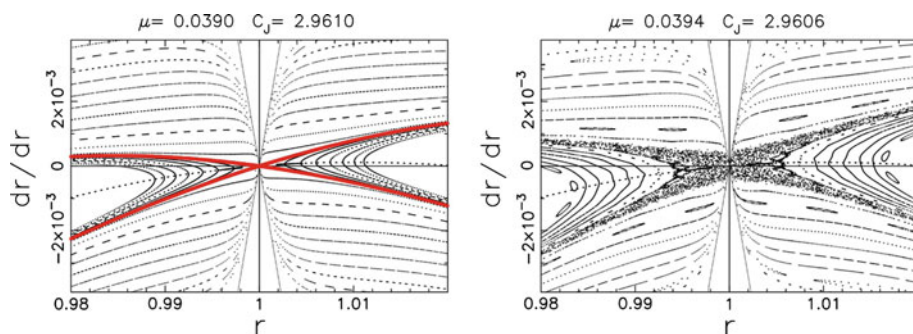 μ= 0.0390 C_J= 2.9610
dr/dr
2×10⁻³
0
−2×10⁻³
0.98 0.99 1 1.01
r
μ= 0.0394 C_J= 2.9606
dr/dr
2×10⁻³
0
−2×10⁻³
0.98 0.99 1 1.01
r